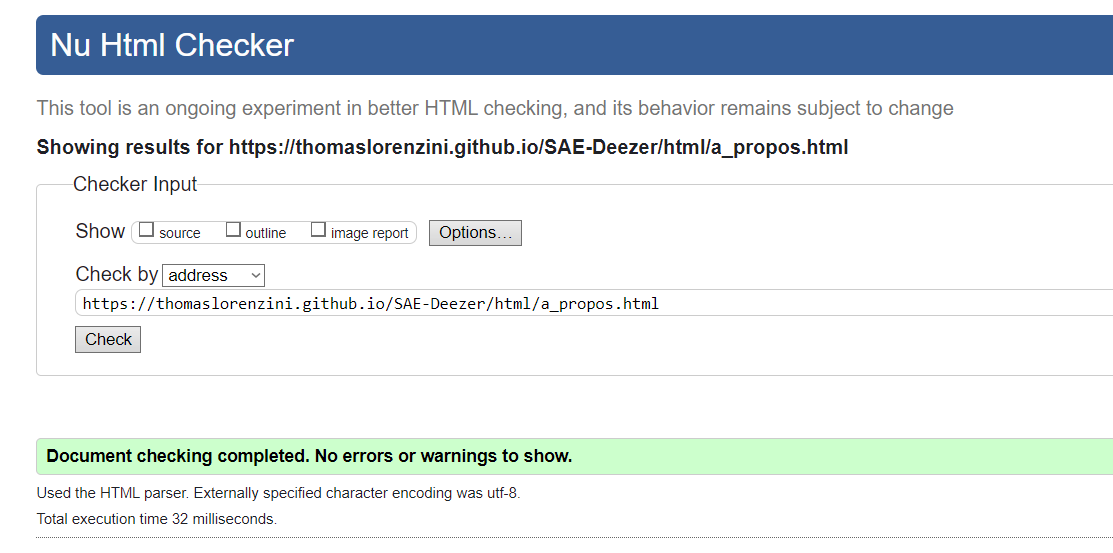 Nu Html Checker
This tool is an ongoing experiment in better HTML checking, and its behavior remains subject to change
Showing results for https://thomaslorenzini.github.io/SAE-Deezer/html/a_propos.html
Checker Input
Show source outline image report Options...
Check by address
https://thomaslorenzini.github.io/SAE-Deezer/html/a_propos.html
Check
Document checking completed. No errors or warnings to show.
Used the HTML parser. Externally specified character encoding was utf-8.
Total execution time 32 milliseconds.